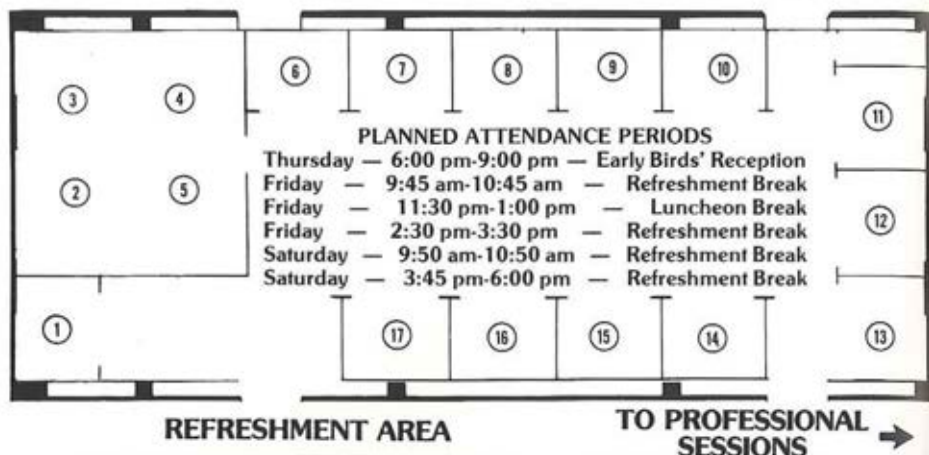 6 7 8 9 10
3 4 11
PLANNED ATTENDANCE PERIODS
Thursday — 6:00 pm-9:00 pm — Early Birds' Reception
Friday — 9:45 am-10:45 am — Refreshment Break
Friday — 11:30 pm-1:00 pm — Luncheon Break
Friday — 2:30 pm-3:30 pm — Refreshment Break
Saturday — 9:50 am-10:50 am — Refreshment Break
Saturday — 3:45 pm-6:00 pm — Refreshment Break
2 5 12
1 17 16 15 14 13
REFRESHMENT AREA
TO PROFESSIONAL
SESSIONS